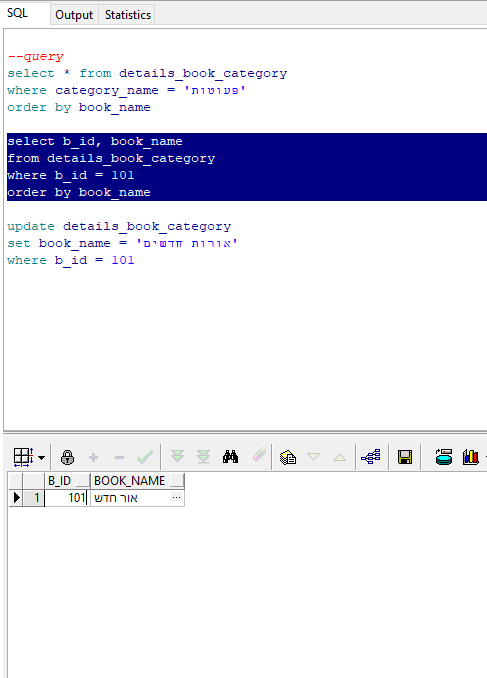 SQL Output Statistics
--query
select * from details_book_category
where category_name = 'פעוטות'
order by book_name
select b_id, book_name
from details_book_category
where b_id = 101
order by book_name
update details_book_category
set book_name = 'אורות חדשים'
where b_id = 101
B_ID BOOK_NAME
1 101 אור חדש ...